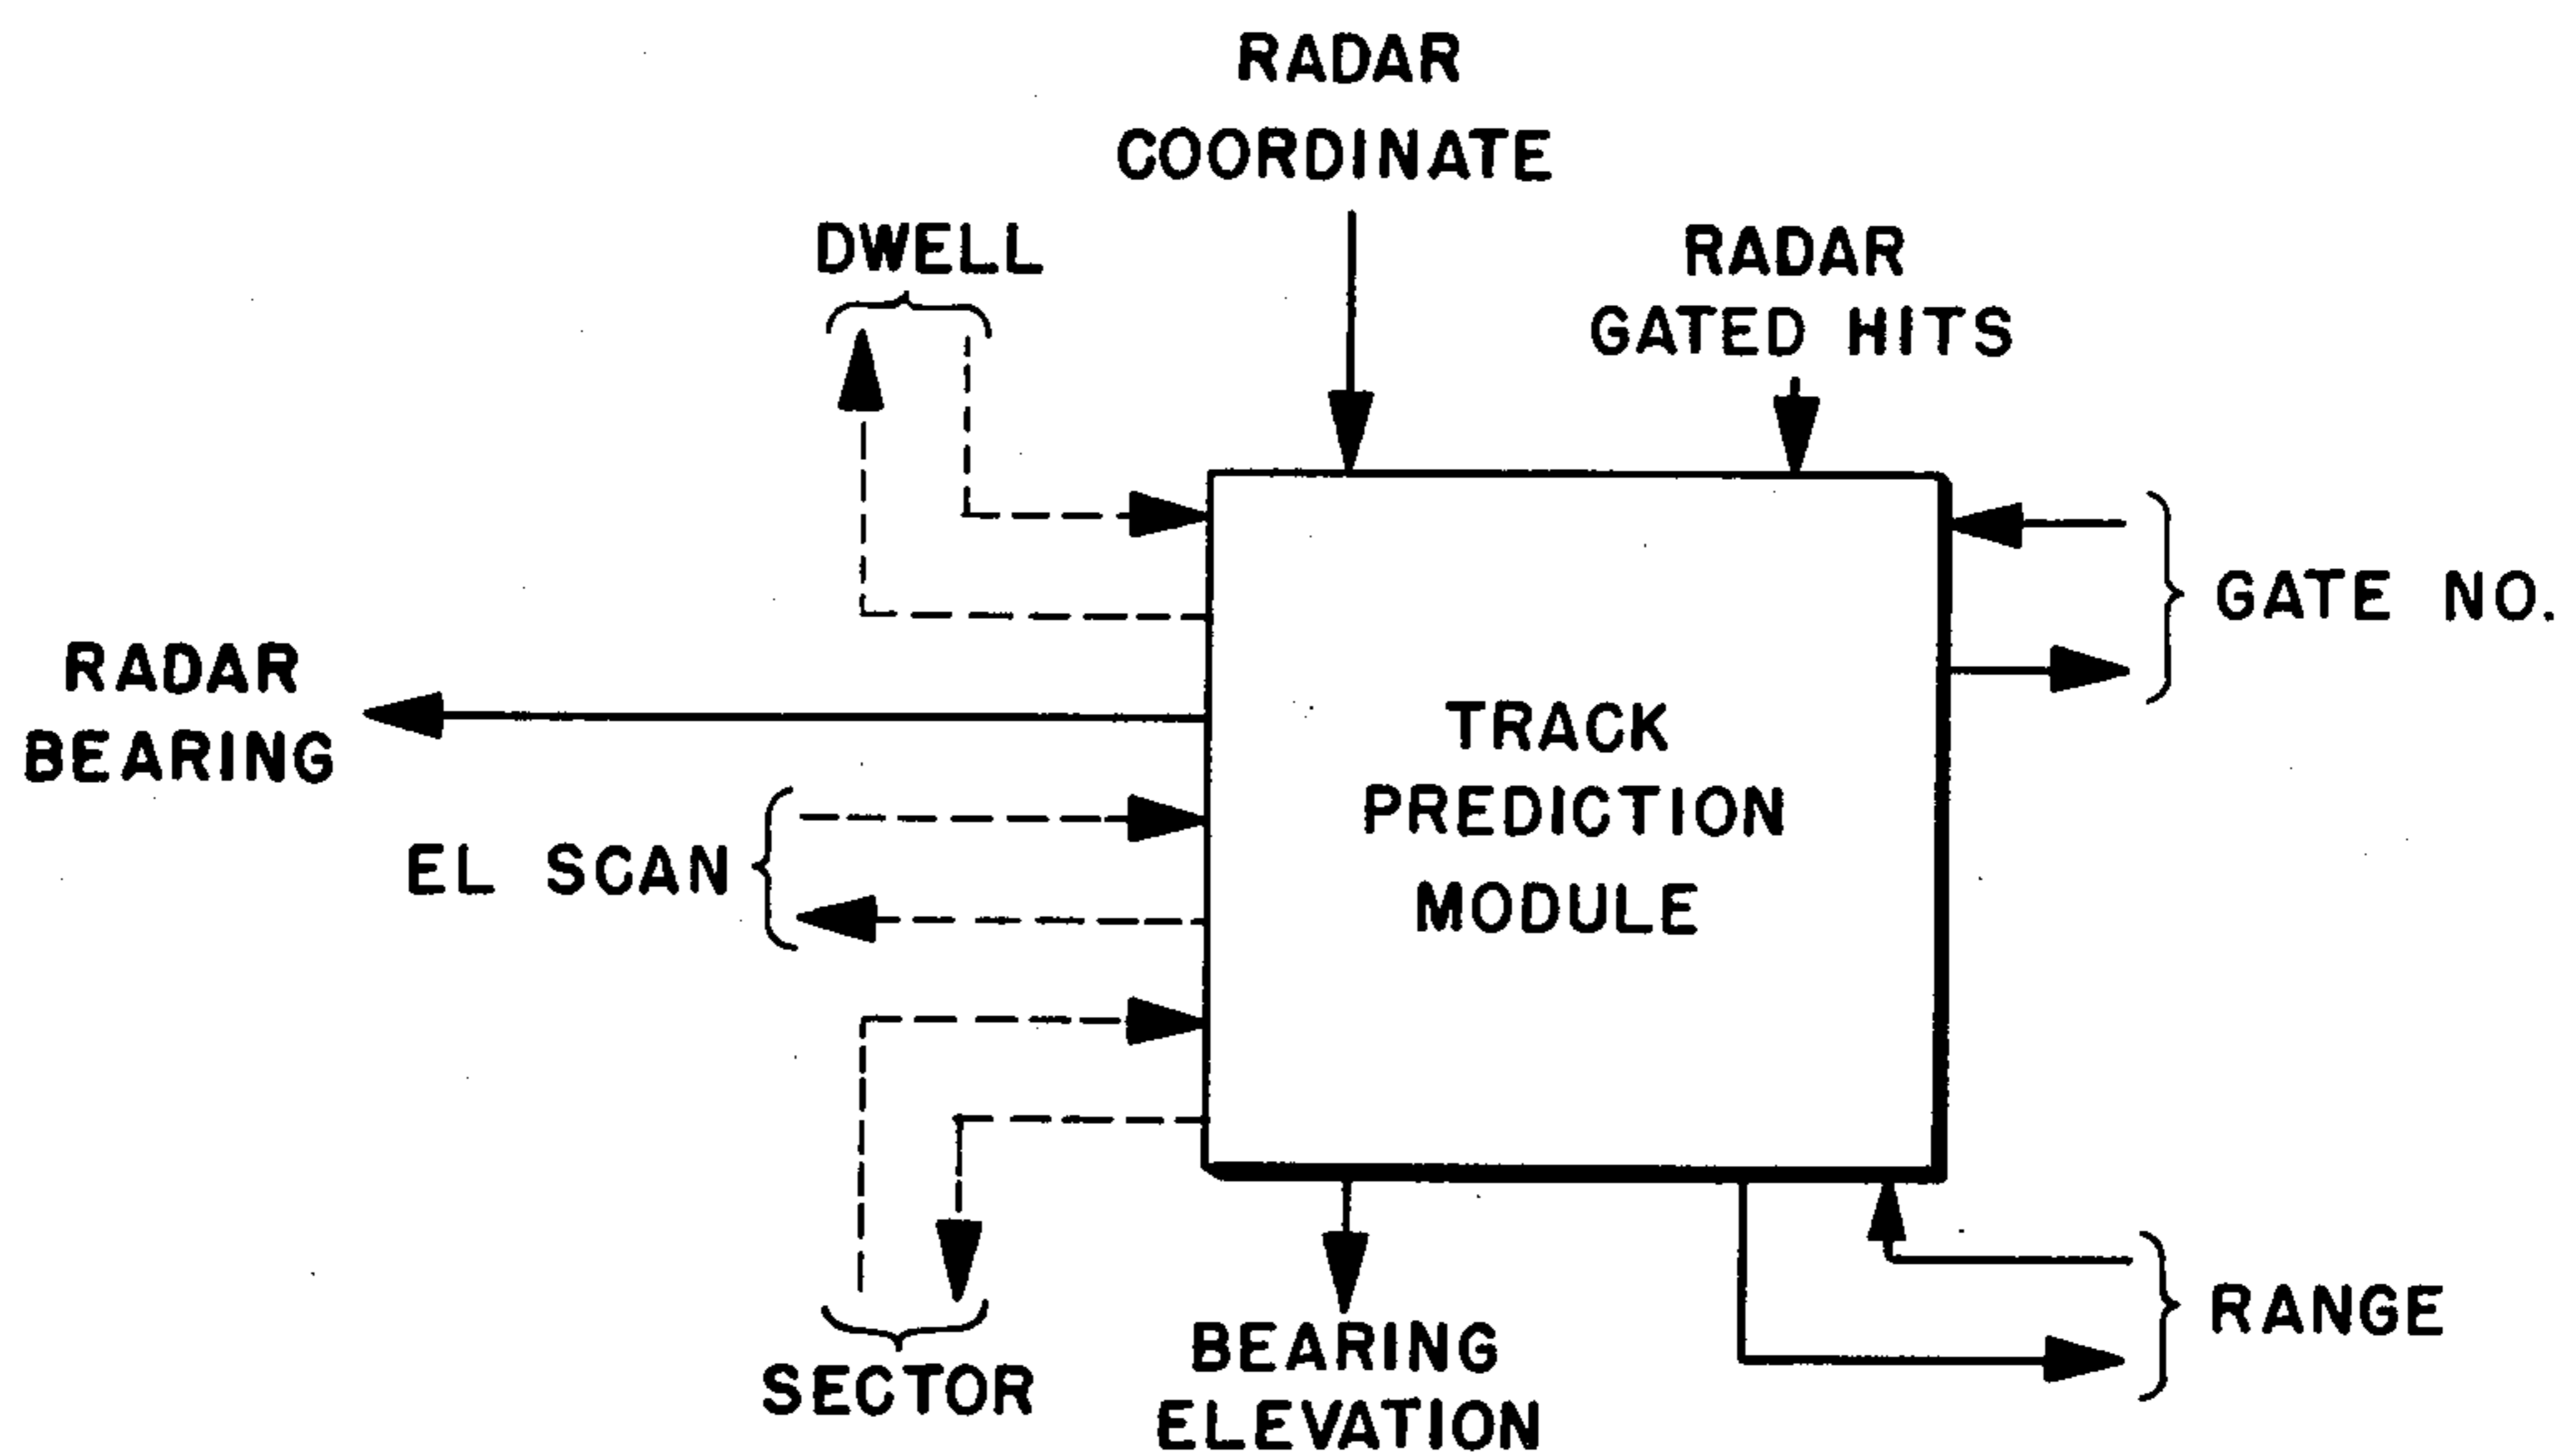 RADAR
COORDINATE
DWELL
RADAR
GATED HITS
GATE NO.
RADAR
BEARING
TRACK
PREDICTION
MODULE
EL SCAN
SECTOR
BEARING
ELEVATION
RANGE